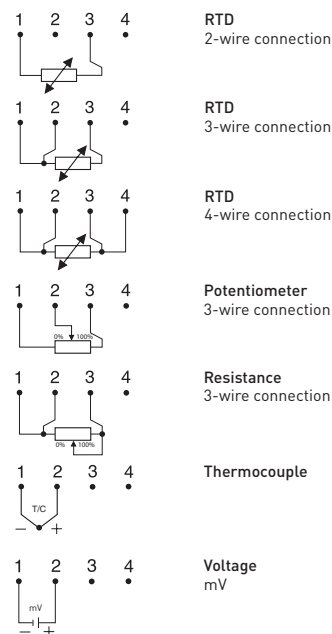 1 2 3 4
RTD
2-wire connection
1 2 3 4
RTD
3-wire connection
1 2 3 4
RTD
4-wire connection
1 2 3 4
0% 100%
Potentiometer
3-wire connection
1 2 3 4
0% 100%
Resistance
3-wire connection
1 2 3 4
T/C
− +
Thermocouple
1 2 3 4
mV
− +
Voltage
mV